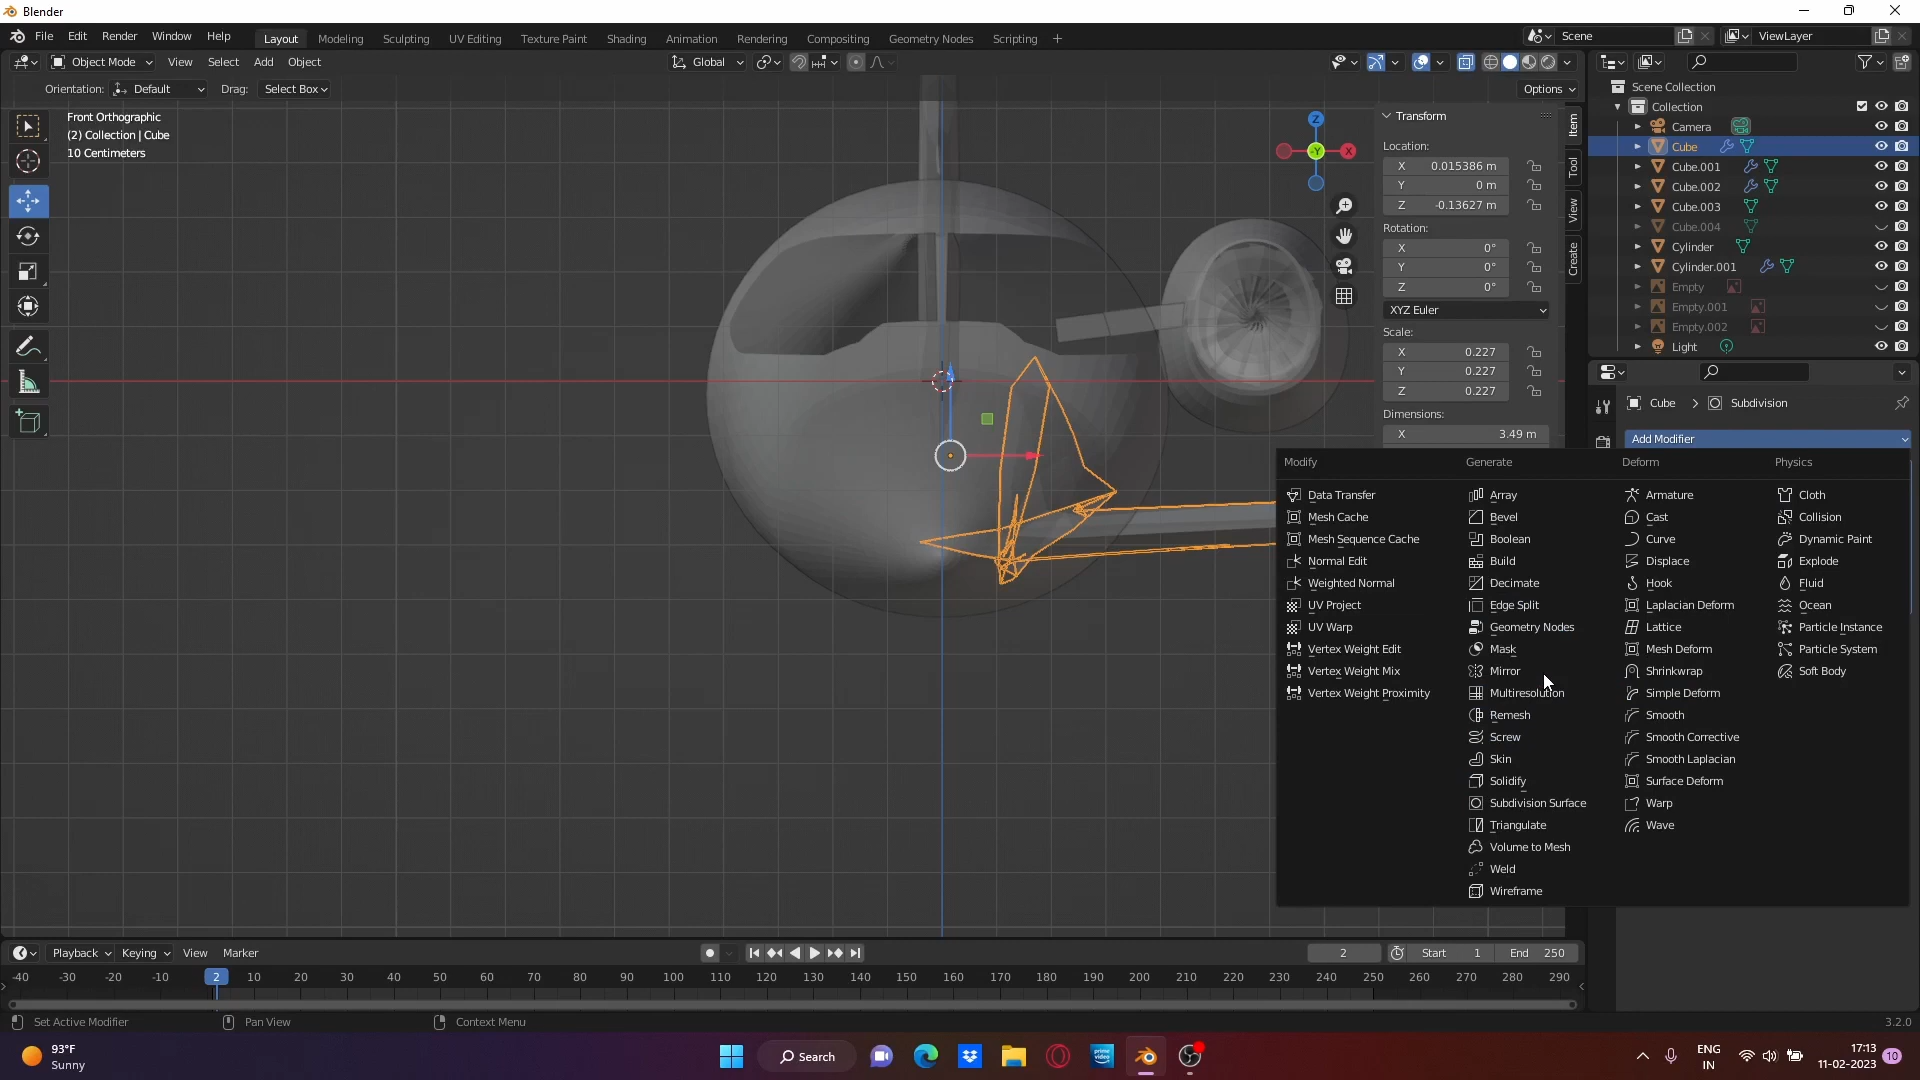 Blender
File Edit Render Window Help
Layout Modeling Sculpting UV Editing Texture Paint Shading Animation Rendering Compositing Geometry Nodes Scripting +
Scene ViewLayer
Object Mode View Select Add Object
Global
Orientation: Default Drag: Select Box
Options
Front Orthographic
(2) Collection | Cube
10 Centimeters
Z
-Y
X
Item
Tool
View
Create
Transform
Location:
X 0.015386 m
Y 0 m
Z -0.13627 m
Rotation:
X 0°
Y 0°
Z 0°
XYZ Euler
Scale:
X 0.227
Y 0.227
Z 0.227
Dimensions:
X 3.49 m
Scene Collection
Collection
Camera
Cube
Cube.001
Cube.002
Cube.003
Cube.004
Cylinder
Cylinder.001
Empty
Empty.001
Empty.002
Light
Cube > Subdivision
Add Modifier
Modify
Data Transfer
Mesh Cache
Mesh Sequence Cache
Normal Edit
Weighted Normal
UV Project
UV Warp
Vertex Weight Edit
Vertex Weight Mix
Vertex Weight Proximity
Generate
Array
Bevel
Boolean
Build
Decimate
Edge Split
Geometry Nodes
Mask
Mirror
Multiresolution
Remesh
Screw
Skin
Solidify
Subdivision Surface
Triangulate
Volume to Mesh
Weld
Wireframe
Deform
Armature
Cast
Curve
Displace
Hook
Laplacian Deform
Lattice
Mesh Deform
Shrinkwrap
Simple Deform
Smooth
Smooth Corrective
Smooth Laplacian
Surface Deform
Warp
Wave
Physics
Cloth
Collision
Dynamic Paint
Explode
Fluid
Ocean
Particle Instance
Particle System
Soft Body
Playback Keying View Marker
2 Start 1 End 250
-40 -30 -20 -10 2 10 20 30 40 50 60 70 80 90 100 110 120 130 140 150 160 170 180 190 200 210 220 230 240 250 260 270 280 290
Set Active Modifier Pan View Context Menu 3.2.0
93°F
Sunny
Search
prime video
ENG
IN
17:13
11-02-2023
10